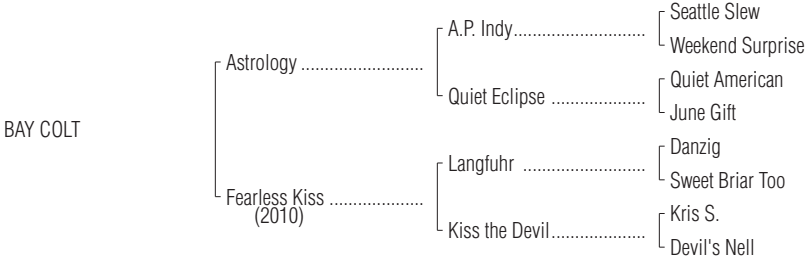 Seattle Slew
A.P. Indy............................
Weekend Surprise
Astrology ..........................
Quiet American
Quiet Eclipse ....................
June Gift
BAY COLT
Danzig
Langfuhr ..........................
Sweet Briar Too
Fearless Kiss ....................
(2010)
Kris S.
Kiss the Devil....................
Devil's Nell